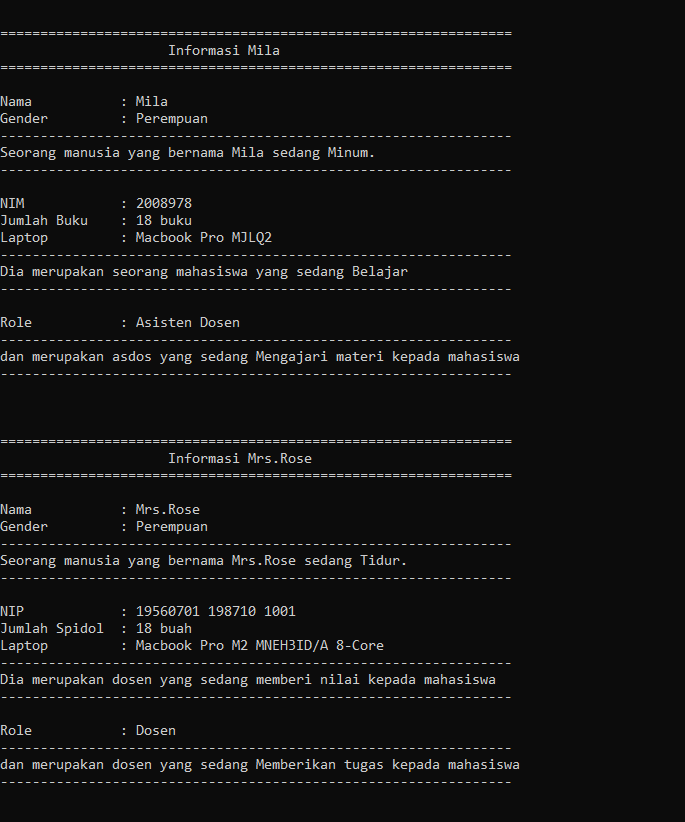 ================================================================
                     Informasi Mila
================================================================
Nama           : Mila
Gender         : Perempuan
----------------------------------------------------------------
Seorang manusia yang bernama Mila sedang Minum.
----------------------------------------------------------------
NIM            : 2008978
Jumlah Buku    : 18 buku
Laptop         : Macbook Pro MJLQ2
----------------------------------------------------------------
Dia merupakan seorang mahasiswa yang sedang Belajar
----------------------------------------------------------------
Role           : Asisten Dosen
----------------------------------------------------------------
dan merupakan asdos yang sedang Mengajari materi kepada mahasiswa
----------------------------------------------------------------
================================================================
                     Informasi Mrs.Rose
================================================================
Nama           : Mrs.Rose
Gender         : Perempuan
----------------------------------------------------------------
Seorang manusia yang bernama Mrs.Rose sedang Tidur.
----------------------------------------------------------------
NIP            : 19560701 198710 1001
Jumlah Spidol  : 18 buah
Laptop         : Macbook Pro M2 MNEH3ID/A 8-Core
----------------------------------------------------------------
Dia merupakan dosen yang sedang memberi nilai kepada mahasiswa
----------------------------------------------------------------
Role           : Dosen
----------------------------------------------------------------
dan merupakan dosen yang sedang Memberikan tugas kepada mahasiswa
----------------------------------------------------------------